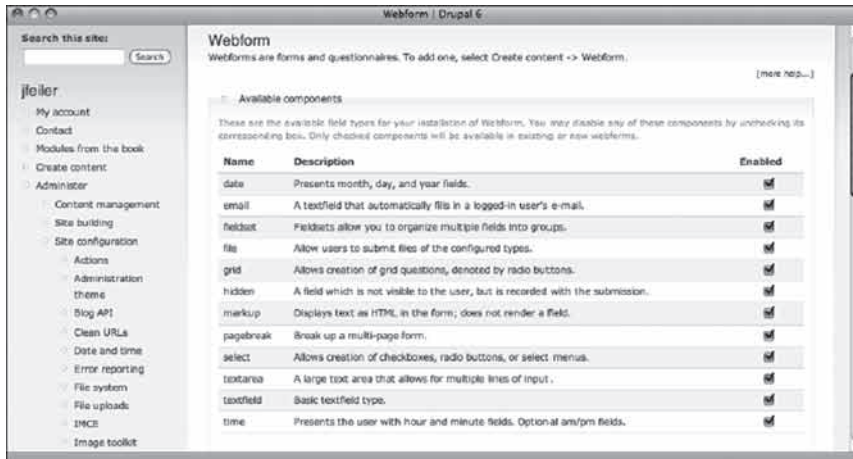 Webform | Drupal 6
Search this site:
Search
jfeiler
My account
Contact
Modules from the book
Create content
Administer
Content management
Site building
Site configuration
Actions
Administration
theme
Blog API
Clean URLs
Date and time
Error reporting
File system
File uploads
IMCE
Image toolkit
Webform
Webforms are forms and questionnaires. To add one, select Create content -> Webform.
[more help...]
Available components
These are the available field types for your installation of Webform. You may disable any of these components by unchecking its
corresponding box. Only checked components will be available in existing or new webforms.
Name Description Enabled
date Presents month, day, and year fields.
email A textfield that automatically fills in a logged-in user's e-mail.
fieldset Fieldsets allow you to organize multiple fields into groups.
file Allow users to submit files of the configured types.
grid Allows creation of grid questions, denoted by radio buttons.
hidden A field which is not visible to the user, but is recorded with the submission.
markup Displays text as HTML in the form; does not render a field.
pagebreak Break up a multi-page form.
select Allows creation of checkboxes, radio buttons, or select menus.
textarea A large text area that allows for multiple lines of input.
textfield Basic textfield type.
time Presents the user with hour and minute fields. Optional am/pm fields.